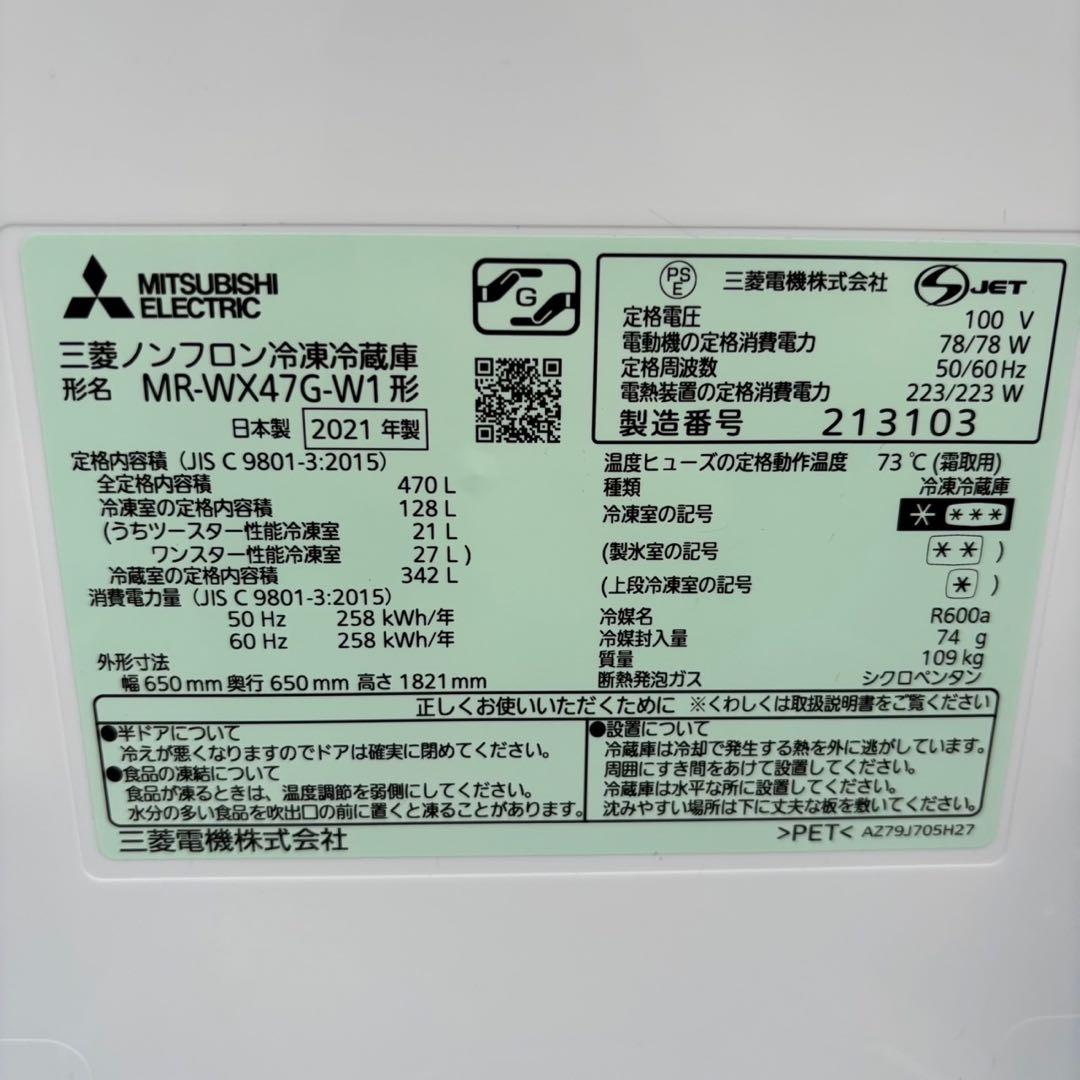 MITSUBISHI
ELECTRIC
G
三菱ノンフロン冷凍冷蔵庫
形名 MR-WX47G-W1形
日本製 2021 年製
PS
E
三菱電機株式会社
S JET
定格電圧 100 V
電動機の定格消費電力 78/78 W
定格周波数 50/60 Hz
電熱装置の定格消費電力 223/223 W
製造番号 213103
定格内容積 (JIS C 9801-3:2015)
全定格内容積 470 L
冷凍室の定格内容積 128 L
(うちツースター性能冷凍室 21 L
ワンスター性能冷凍室 27 L )
冷蔵室の定格内容積 342 L
消費電力量 (JIS C 9801-3:2015)
50 Hz 258 kWh/年
60 Hz 258 kWh/年
外形寸法
幅 650 mm 奥行 650 mm 高さ 1821 mm
温度ヒューズの定格動作温度 73 ℃ (霜取用)
種類 冷凍冷蔵庫
冷凍室の記号 * ***
(製氷室の記号 ** )
(上段冷凍室の記号 * )
冷媒名 R600a
冷媒封入量 74 g
質量 109 kg
断熱発泡ガス シクロペンタン
正しくお使いいただくために ※くわしくは取扱説明書をご覧ください
●半ドアについて
冷えが悪くなりますのでドアは確実に閉めてください。
●食品の凍結について
食品が凍るときは、温度調節を弱側にしてください。
水分の多い食品を吹出口の前に置くと凍ることがあります。
●設置について
冷蔵庫は冷却で発生する熱を外に逃がしています。
周囲にすき間をあけて設置してください。
冷蔵庫は水平な所に設置してください。
沈みやすい場所は下に丈夫な板を敷いてください。
三菱電機株式会社
>PET< AZ79J705H27